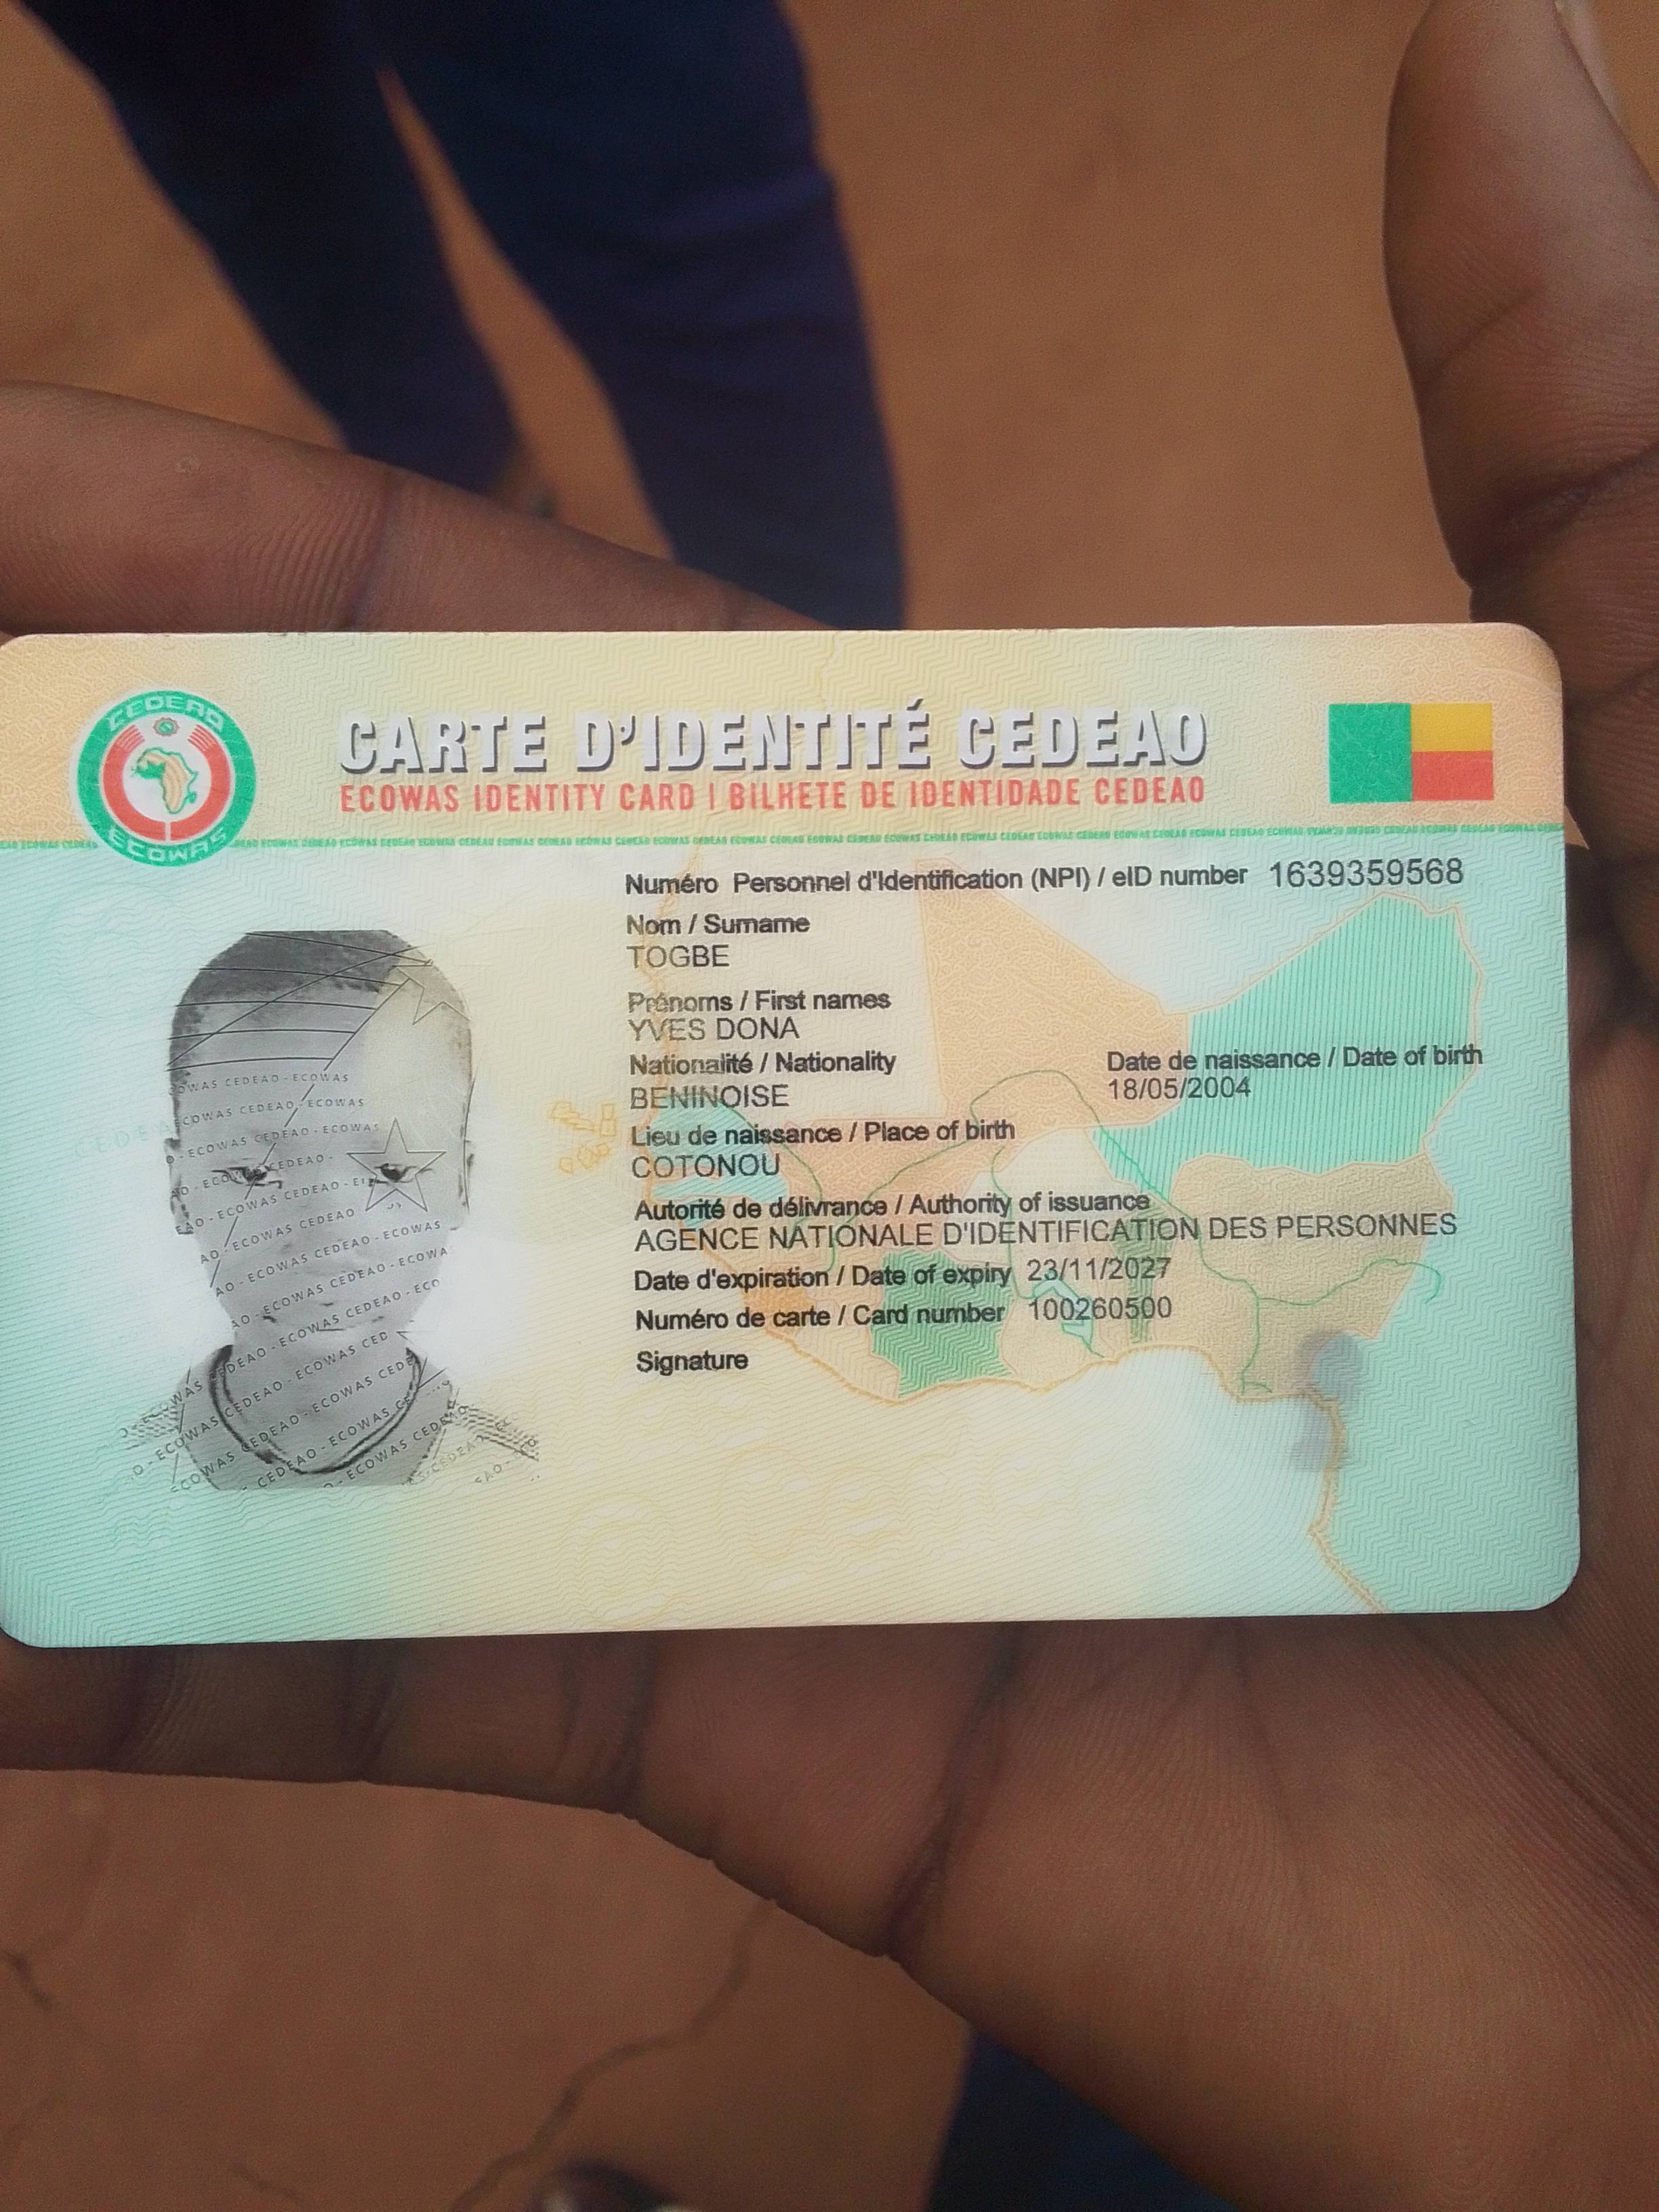 CEDEAO
ECOWAS
CARTE D'IDENTITÉ CEDEAO
ECOWAS IDENTITY CARD | BILHETE DE IDENTIDADE CEDEAO
Numéro Personnel d'Identification (NPI) / eID number 1639359568
Nom / Surname
TOGBE
Prénoms / First names
YVES DONA
Nationalité / Nationality
BENINOISE
Date de naissance / Date of birth
18/05/2004
Lieu de naissance / Place of birth
COTONOU
Autorité de délivrance / Authority of issuance
AGENCE NATIONALE D'IDENTIFICATION DES PERSONNES
Date d'expiration / Date of expiry 23/11/2027
Numéro de carte / Card number 100260500
Signature